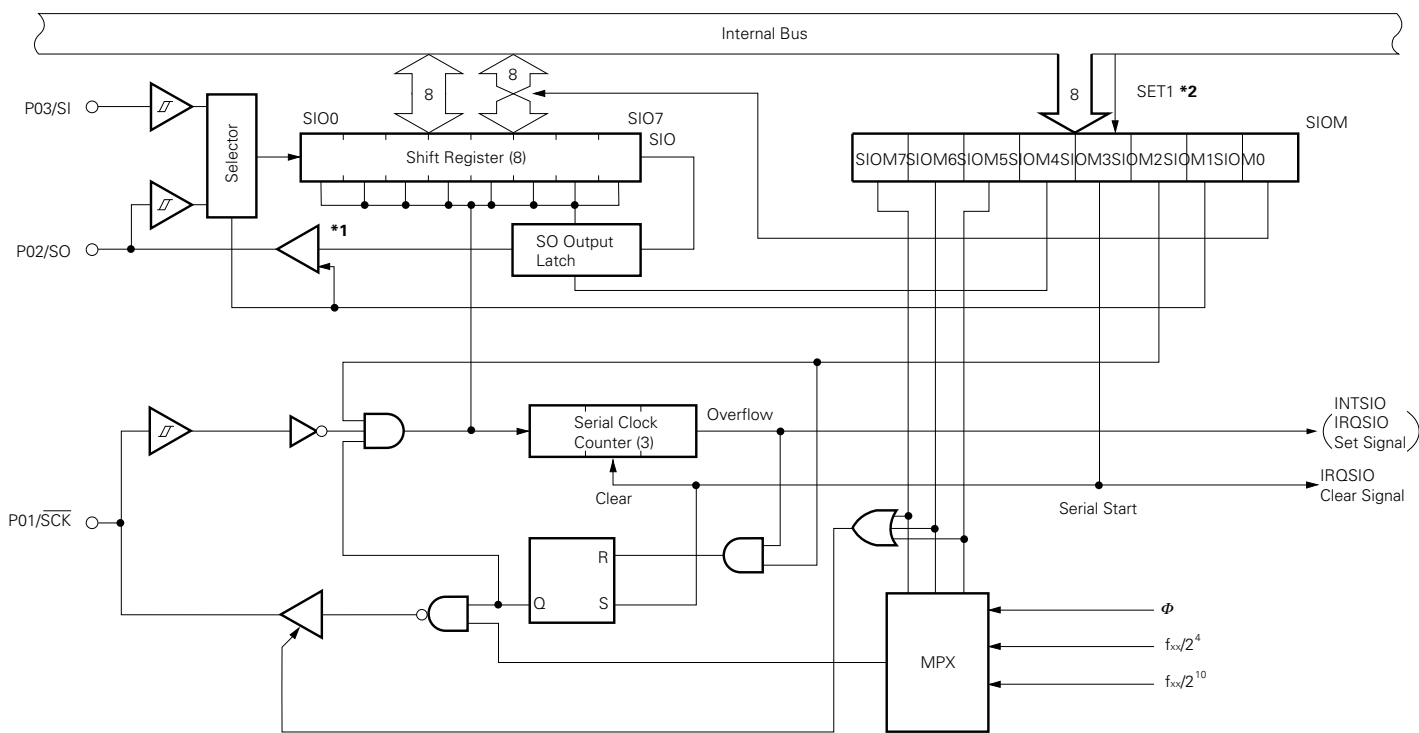 Internal Bus
P03/SI
8
8
8
SET1 *2
SIO0
SIO7
SIO
SIOM
Selector
Shift Register (8)
SIOM7SIOM6SIOM5SIOM4SIOM3SIOM2SIOM1SIOM0
P02/SO
*1
SO Output
Latch
Serial Clock
Counter (3)
Overflow
INTSIO
(IRQSIO
Set Signal)
Clear
Serial Start
IRQSIO
Clear Signal
P01/S̅C̅K̅
R
Q
S
MPX
Φ
fxx/2⁴
fxx/2¹⁰